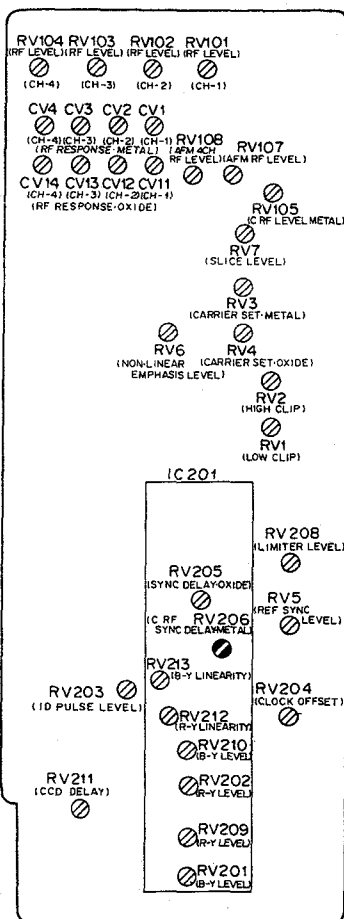 RV104 RV103 RV102 RV101
(RF LEVEL) (RF LEVEL) (RF LEVEL) (RF LEVEL)
(CH-4) (CH-3) (CH-2) (CH-1)
CV4 CV3 CV2 CV1
(CH-4) (CH-3) (CH-2) (CH-1)
(RF RESPONSE·METAL)
RV108
(AFM 4CH
RF LEVEL)
RV107
(AFM RF LEVEL)
CV14 CV13 CV12 CV11
(CH-4) (CH-3) (CH-2) (CH-1)
(RF RESPONSE·OXIDE)
RV105
(C RF LEVEL METAL)
RV7
(SLICE LEVEL)
RV3
(CARRIER SET·METAL)
RV6
(NON-LINEAR
EMPHASIS LEVEL)
RV4
(CARRIER SET·OXIDE)
RV2
(HIGH CLIP)
RV1
(LOW CLIP)
IC201
RV208
(LIMITER LEVEL)
RV205
(SYNC DELAY·OXIDE)
RV5
(REF SYNC
LEVEL)
RV206
(C RF
SYNC DELAY METAL)
RV213
(B-Y LINEARITY)
RV203
(ID PULSE LEVEL)
RV204
(CLOCK OFFSET)
RV212
(R-Y LINEARITY)
RV210
(B-Y LEVEL)
RV211
(CCD DELAY)
RV202
(R-Y LEVEL)
RV209
(R-Y LEVEL)
RV201
(B-Y LEVEL)